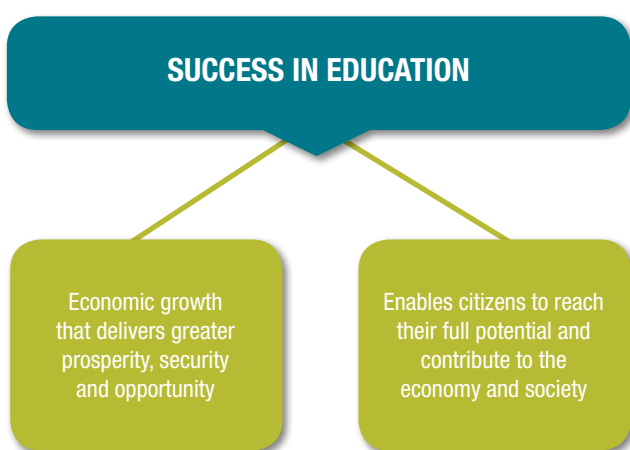 SUCCESS IN EDUCATION
Economic growth
that delivers greater
prosperity, security
and opportunity
Enables citizens to reach
their full potential and
contribute to the
economy and society